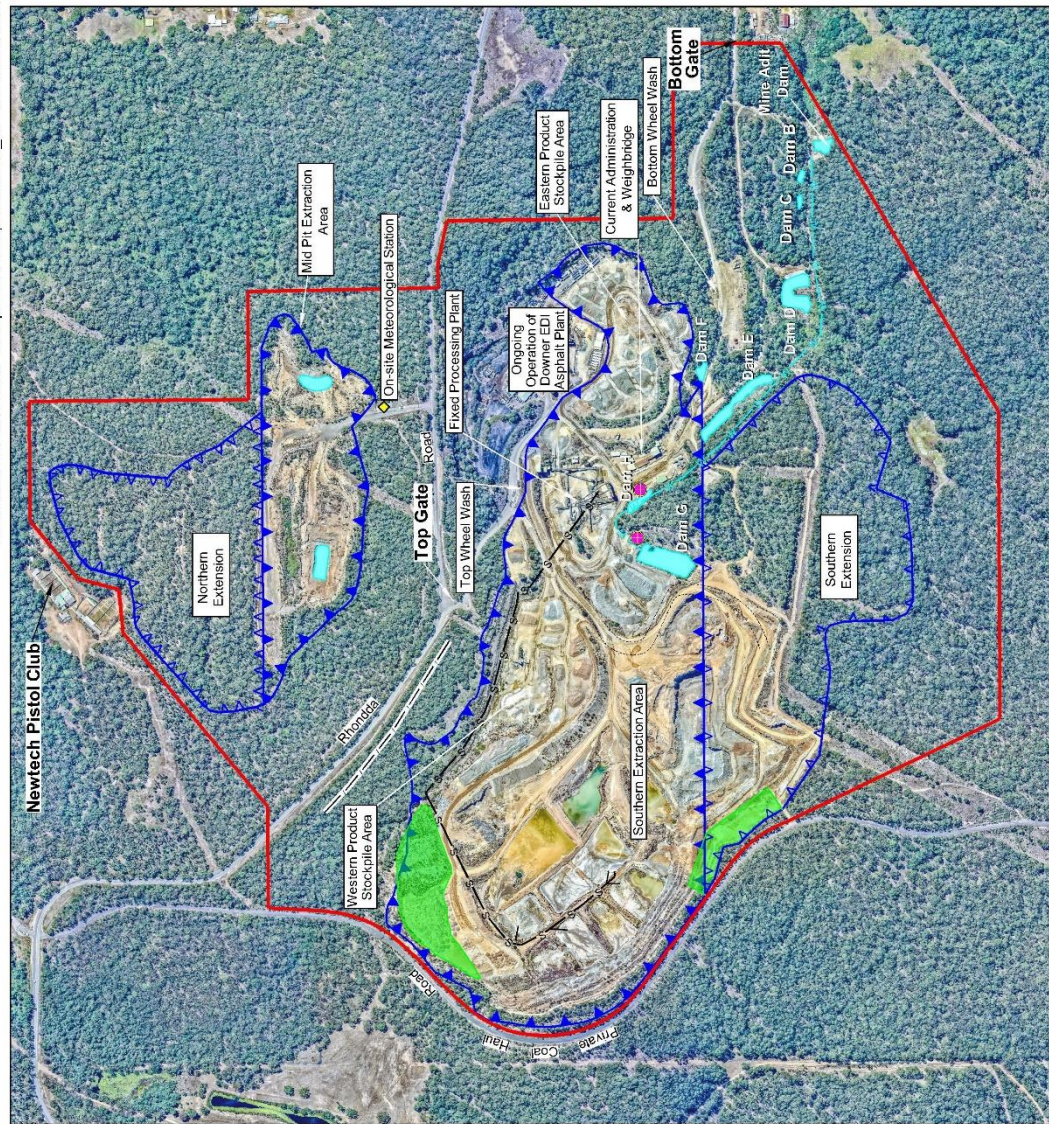 Newtech Pistol Club
Northern
Extension
Mid Pit Extraction
Area
On-site Meteorological Station
Rhondda
Road
Top Gate
Top Wheel Wash
Western Product
Stockpile Area
Fixed Processing Plant
Ongoing
Operation of
Downer EDI
Asphalt Plant
Eastern Product
Stockpile Area
Current Administration
& Weighbridge
Bottom Wheel Wash
Bottom
Gate
Mine Adit
Dam
Dam B
Dam C
Dam D
Dam E
Dam F
Dam H
Dam G
Southern Extraction Area
Southern
Extension
Private
Coal
Haul
Road
S
S
S
S
S
S
S
S
S
S